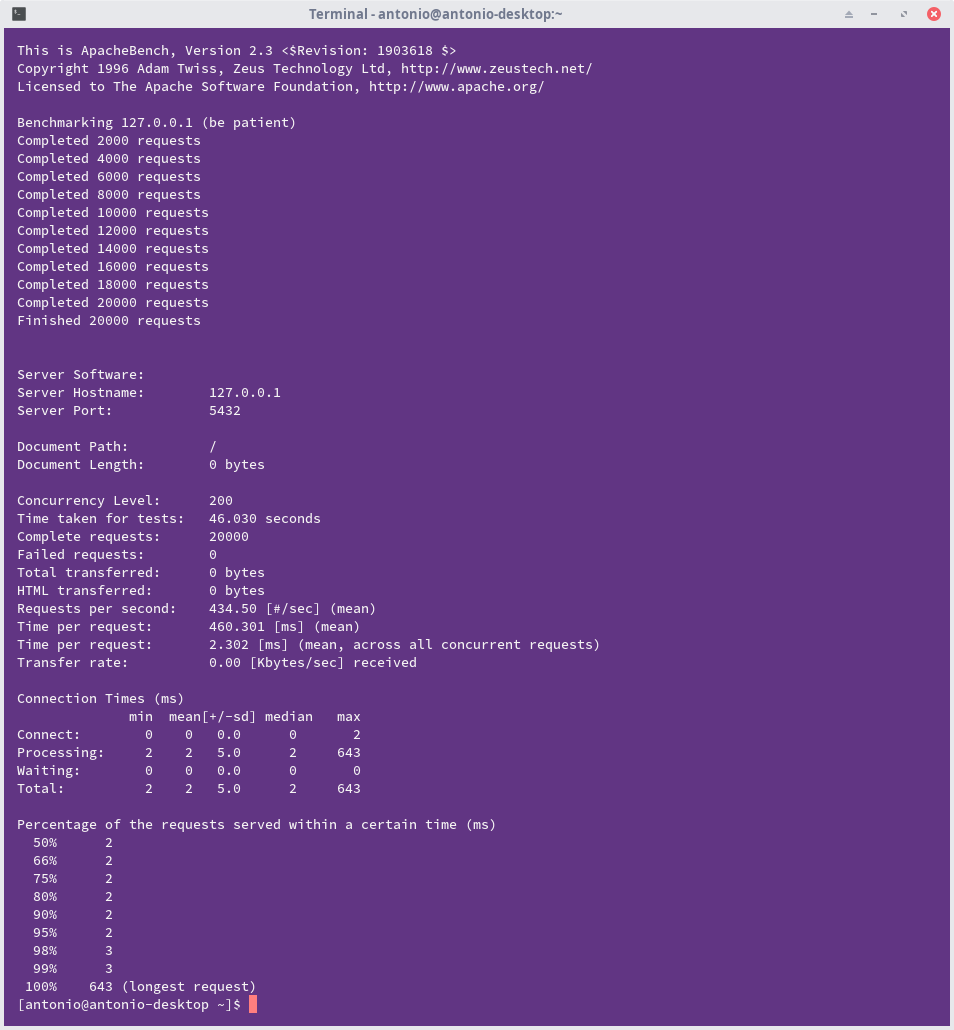 Terminal - antonio@antonio-desktop:~
This is ApacheBench, Version 2.3 <$Revision: 1903618 $>
Copyright 1996 Adam Twiss, Zeus Technology Ltd, http://www.zeustech.net/
Licensed to The Apache Software Foundation, http://www.apache.org/

Benchmarking 127.0.0.1 (be patient)
Completed 2000 requests
Completed 4000 requests
Completed 6000 requests
Completed 8000 requests
Completed 10000 requests
Completed 12000 requests
Completed 14000 requests
Completed 16000 requests
Completed 18000 requests
Completed 20000 requests
Finished 20000 requests


Server Software:
Server Hostname:        127.0.0.1
Server Port:            5432

Document Path:          /
Document Length:        0 bytes

Concurrency Level:      200
Time taken for tests:   46.030 seconds
Complete requests:      20000
Failed requests:        0
Total transferred:      0 bytes
HTML transferred:       0 bytes
Requests per second:    434.50 [#/sec] (mean)
Time per request:       460.301 [ms] (mean)
Time per request:       2.302 [ms] (mean, across all concurrent requests)
Transfer rate:          0.00 [Kbytes/sec] received

Connection Times (ms)
              min  mean[+/-sd] median   max
Connect:        0    0   0.0      0       2
Processing:     2    2   5.0      2     643
Waiting:        0    0   0.0      0       0
Total:          2    2   5.0      2     643

Percentage of the requests served within a certain time (ms)
  50%      2
  66%      2
  75%      2
  80%      2
  90%      2
  95%      2
  98%      3
  99%      3
 100%    643 (longest request)
[antonio@antonio-desktop ~]$